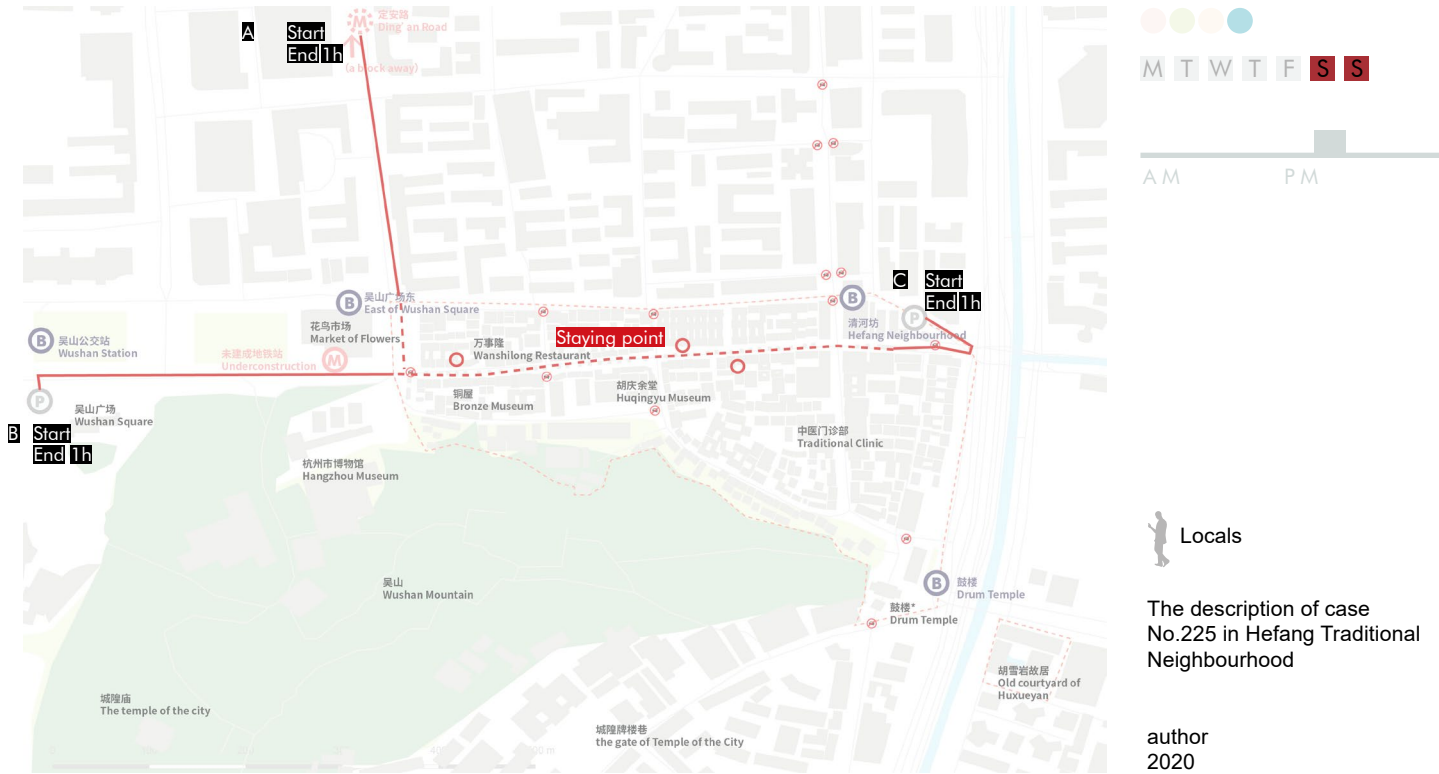 A
Start
End 1h
M
定安路
Ding' an Road
(a block away)
M T W T F S S
AM
PM
B
吴山广场东
East of Wushan Square
花鸟市场
Market of Flowers
B
吴山公交站
Wushan Station
未建成地铁站
Underconstruction
M
万事隆
Wanshilong Restaurant
Staying point
C
Start
End 1h
B
P
清河坊
Hefang Neighbourhood
P
吴山广场
Wushan Square
B
Start
End 1h
铜屋
Bronze Museum
胡庆余堂
Huqingyu Museum
中医门诊部
Traditional Clinic
杭州市博物馆
Hangzhou Museum
吴山
Wushan Mountain
B
鼓楼
Drum Temple
鼓楼*
Drum Temple
胡雪岩故居
Old courtyard of
Huxueyan
城隍庙
The temple of the city
城隍牌楼巷
the gate of Temple of the City
0
Locals
The description of case
No.225 in Hefang Traditional
Neighbourhood
author
2020